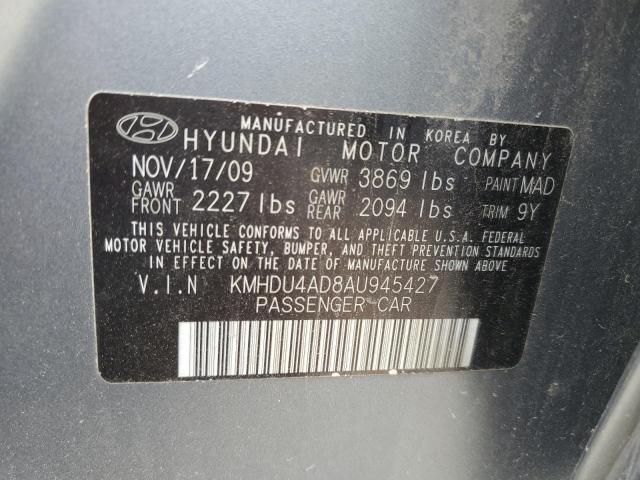 MANUFACTURED IN KOREA BY
HYUNDAI MOTOR COMPANY
NOV/17/09 GVWR 3869 lbs PAINT MAD
GAWR FRONT 2227 lbs GAWR REAR 2094 lbs TRIM 9Y
THIS VEHICLE CONFORMS TO ALL APPLICABLE U.S.A. FEDERAL
MOTOR VEHICLE SAFETY, BUMPER, AND THEFT PREVENTION STANDARDS
IN EFFECT ON THE DATE OF MANUFACTURE SHOWN ABOVE
V.I.N KMHDU4AD8AU945427
PASSENGER CAR